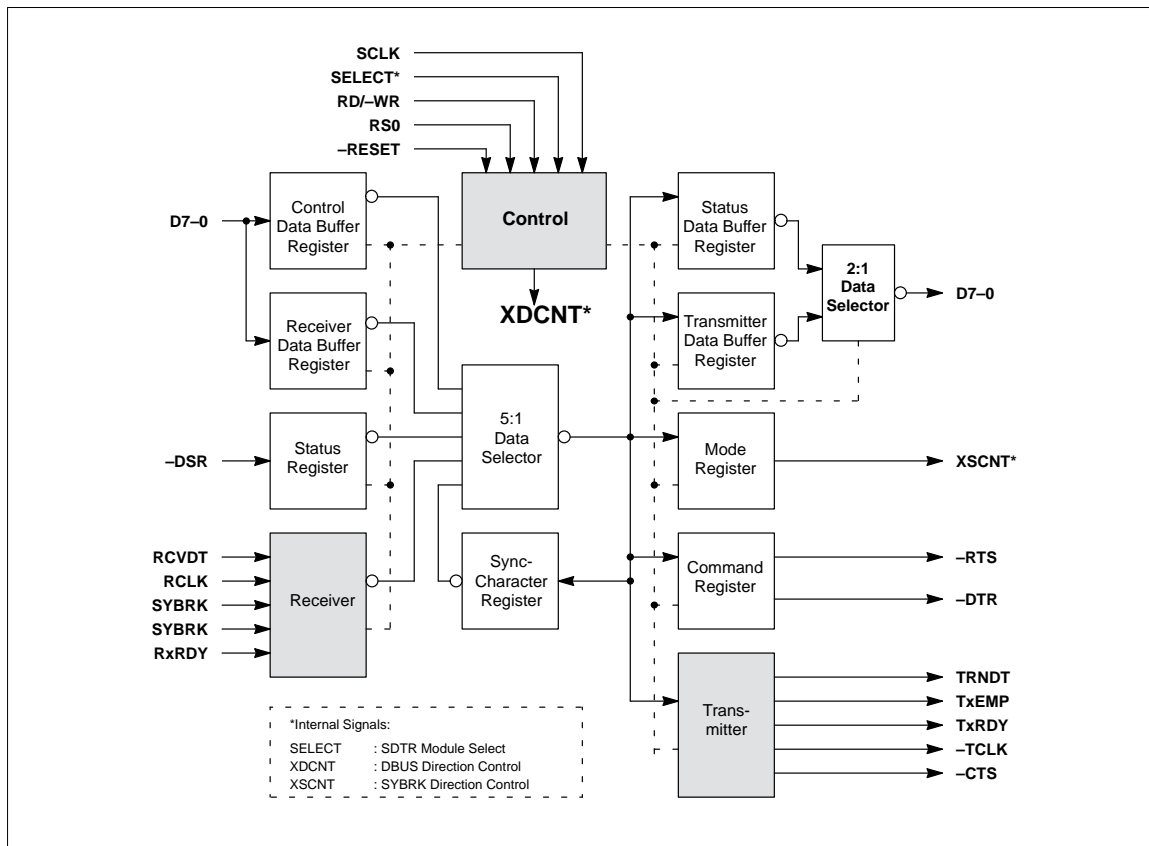 SCLK
SELECT*
RD/–WR
RS0
–RESET
D7–0
Control
Data Buffer
Register
Control
XDCNT*
Status
Data Buffer
Register
2:1
Data
Selector
D7–0
Receiver
Data Buffer
Register
Transmitter
Data Buffer
Register
–DSR
Status
Register
5:1
Data
Selector
Mode
Register
XSCNT*
RCVDT
RCLK
SYBRK
SYBRK
RxRDY
Receiver
Sync-
Character
Register
Command
Register
–RTS
–DTR
Trans-
mitter
TRNDT
TxEMP
TxRDY
–TCLK
–CTS
*Internal Signals:
SELECT : SDTR Module Select
XDCNT : DBUS Direction Control
XSCNT : SYBRK Direction Control